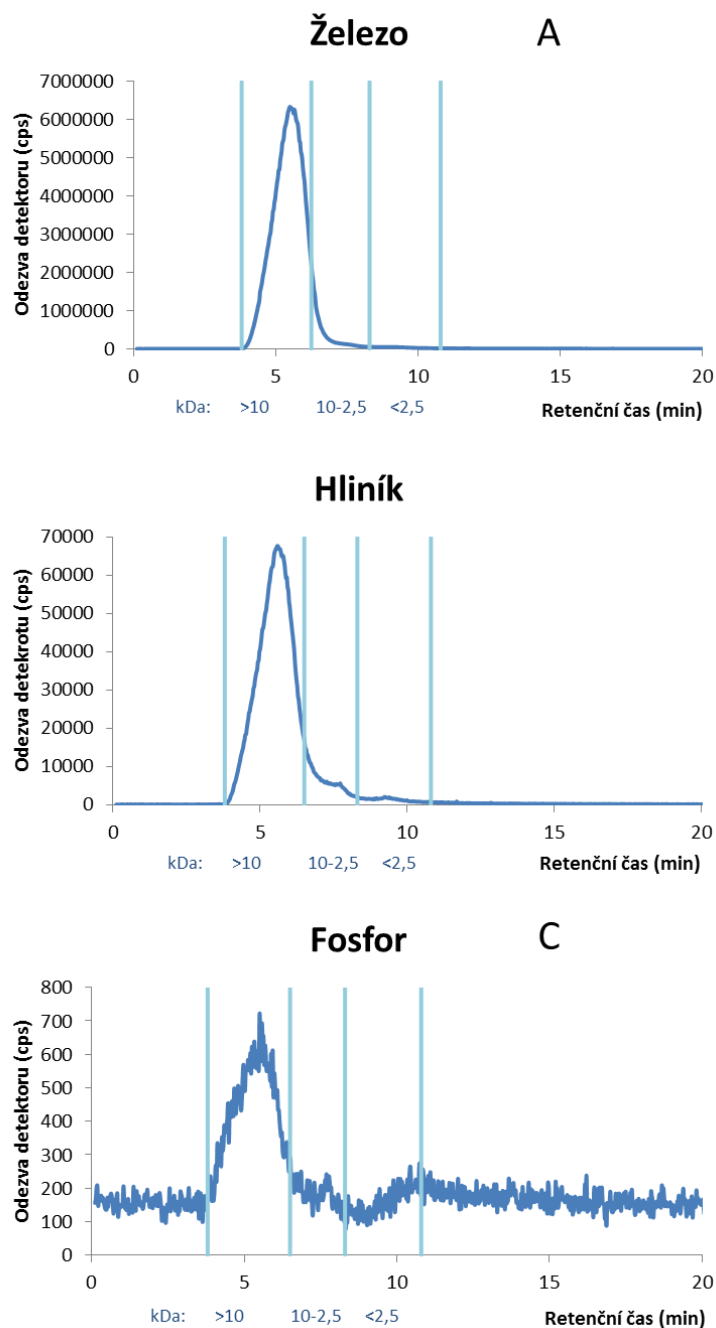 Železo A
Odezva detektoru (cps)
7000000
6000000
5000000
4000000
3000000
2000000
1000000
0
0 5 10 15 20
kDa: >10 10-2,5 <2,5 Retenční čas (min)
Hliník
Odezva detekrotu (cps)
70000
60000
50000
40000
30000
20000
10000
0
0 5 10 15 20
kDa: >10 10-2,5 <2,5 Retenční čas (min)
Fosfor C
Odezva detektoru (cps)
800
700
600
500
400
300
200
100
0
0 5 10 15 20
kDa: >10 10-2,5 <2,5 Retenční čas (min)